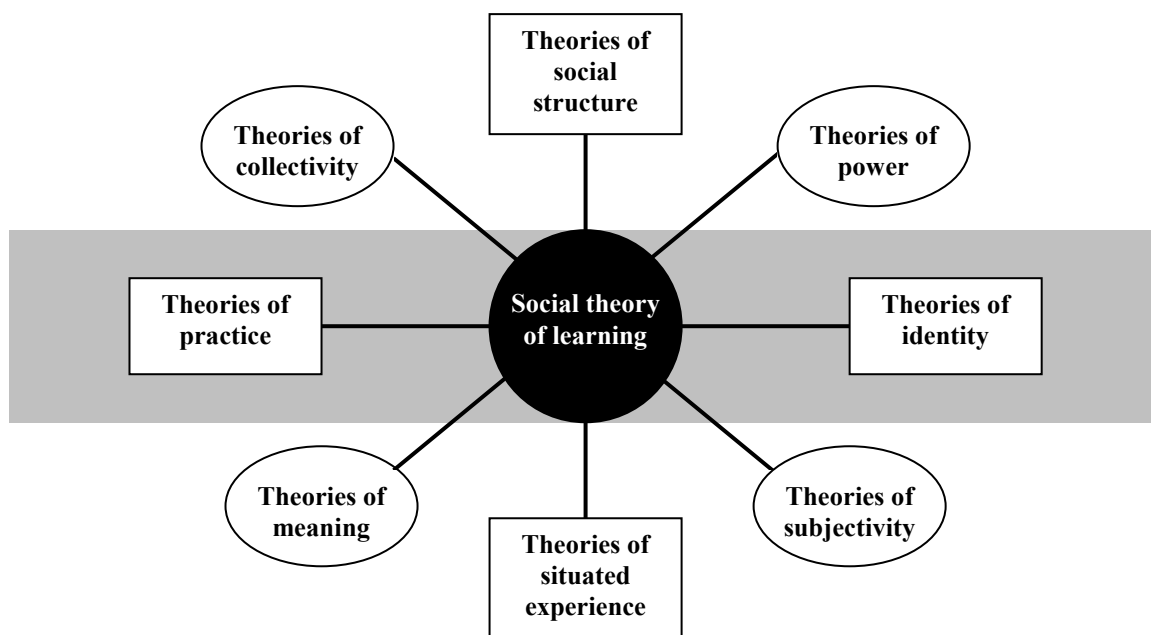 Theories of
social
structure
Theories of
collectivity
Theories of
power
Theories of
practice
Social theory
of learning
Theories of
identity
Theories of
meaning
Theories of
situated
experience
Theories of
subjectivity